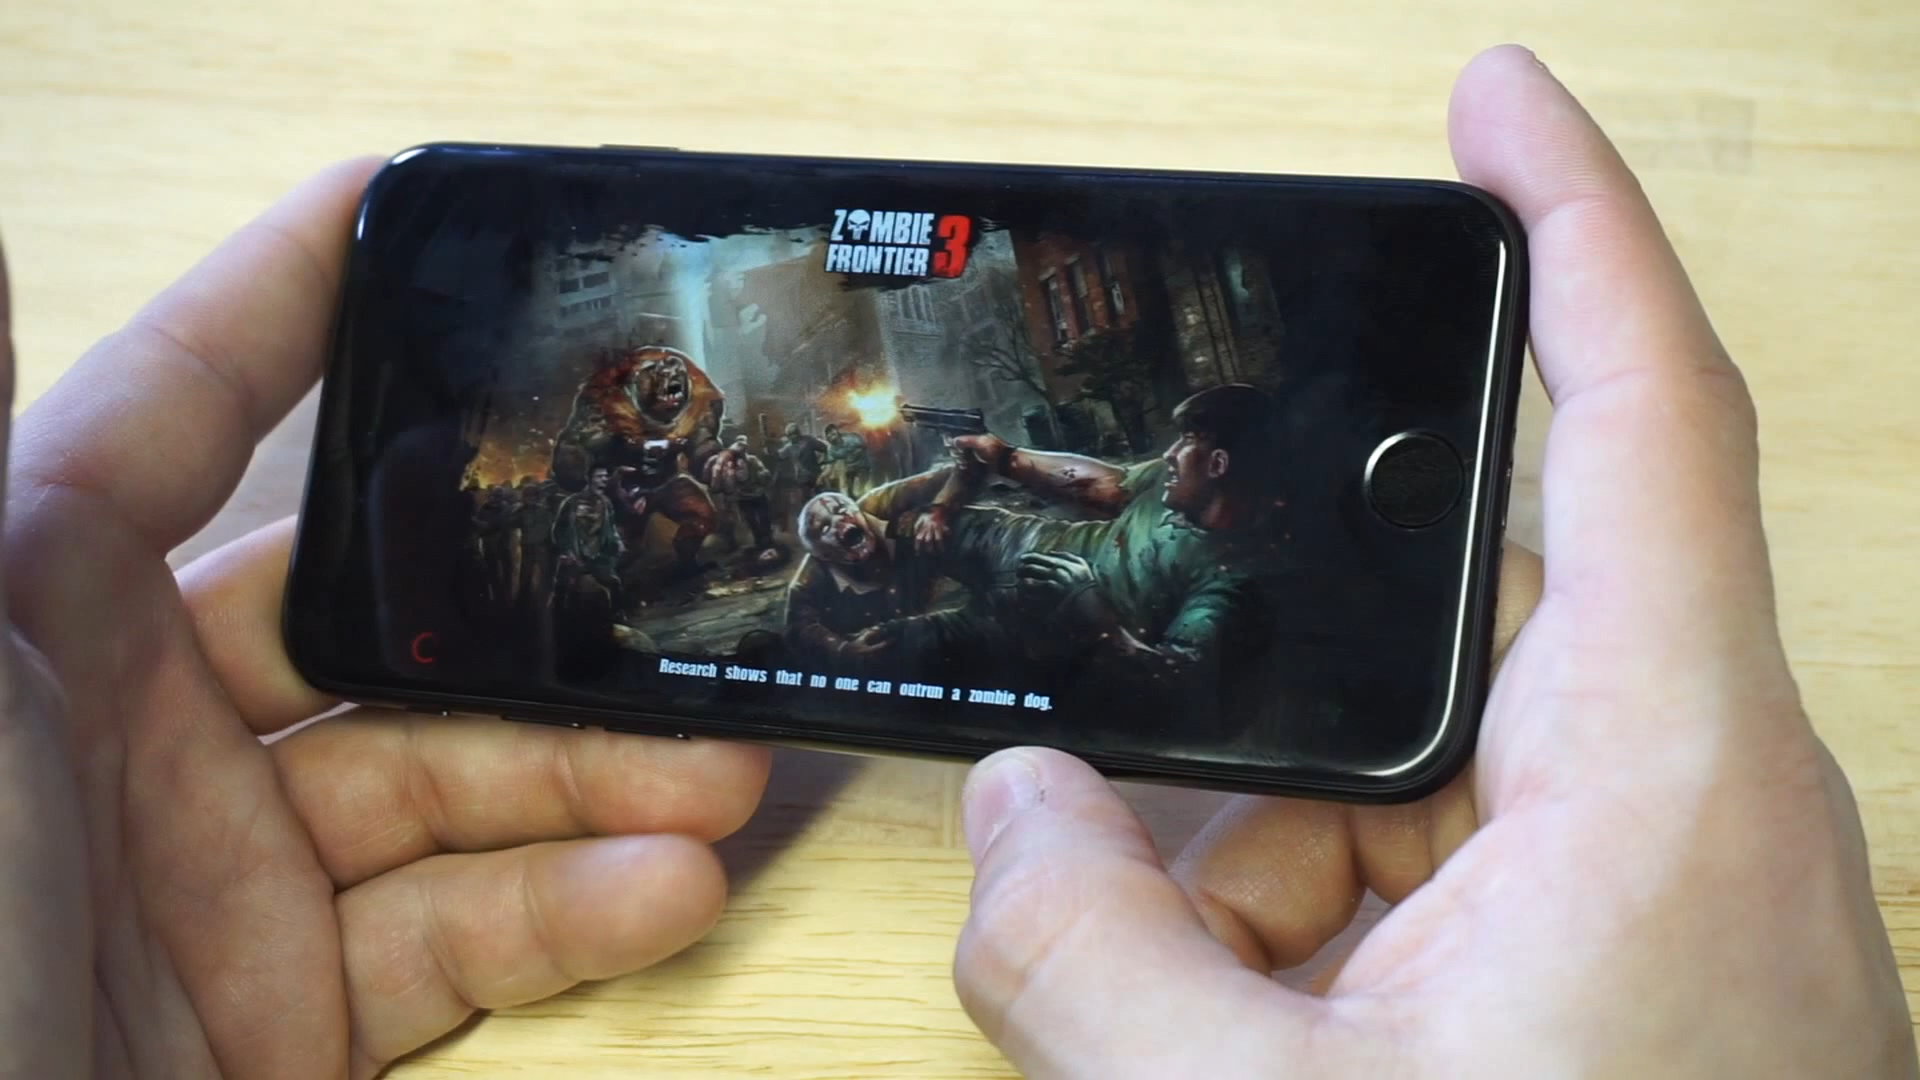 ZOMBIE
FRONTIER 3
Research shows that no one can outrun a zombie dog.